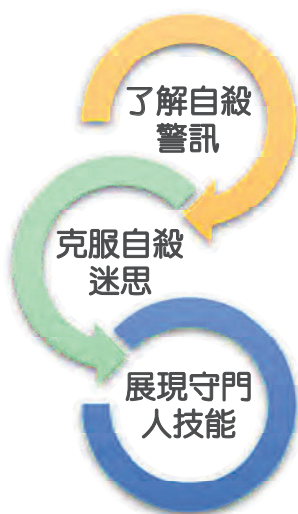 了解自殺
警訊
克服自殺
迷思
展現守門
人技能